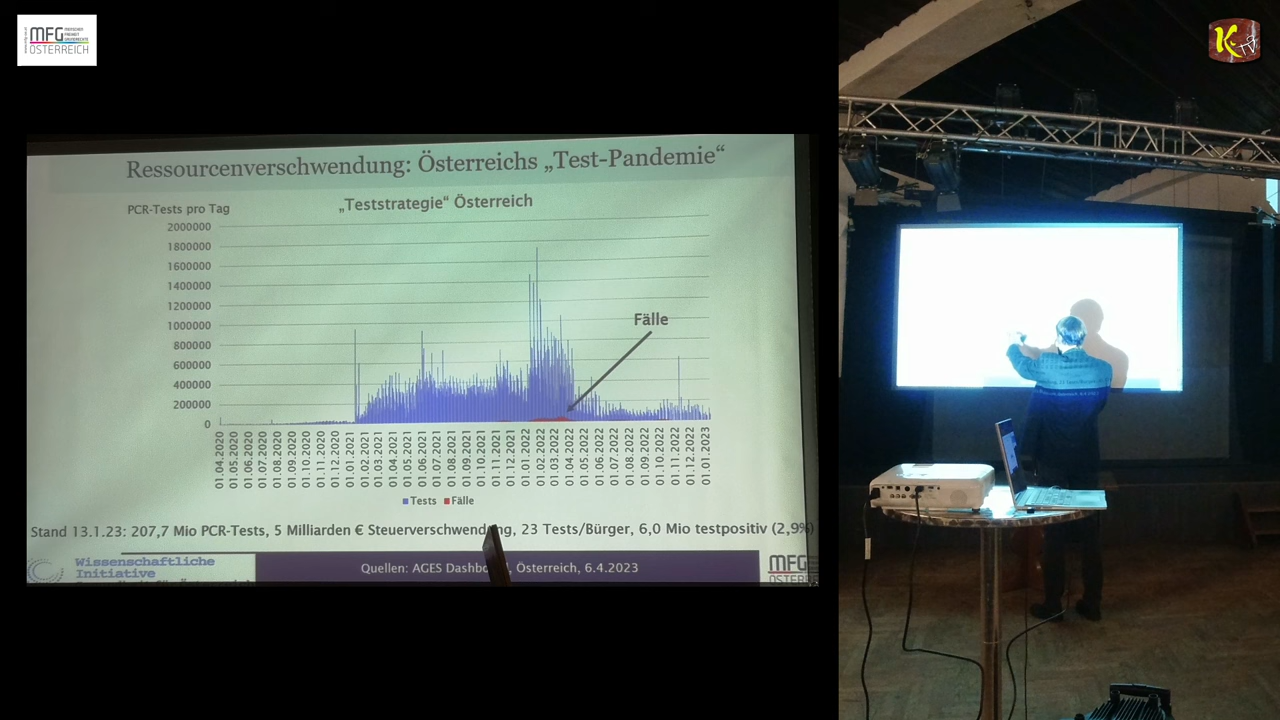 MFG
MENSCHEN
FREIHEIT
GRUNDRECHTE
ÖSTERREICH
K TV
Ressourcenverschwendung: Österreichs „Test-Pandemie“
PCR-Tests pro Tag
„Teststrategie“ Österreich
2000000
1800000
1600000
1400000
1200000
1000000
800000
600000
400000
200000
0
Fälle
01.04.2020
01.05.2020
01.06.2020
01.07.2020
01.08.2020
01.09.2020
01.10.2020
01.11.2020
01.12.2020
01.01.2021
01.02.2021
01.03.2021
01.04.2021
01.05.2021
01.06.2021
01.07.2021
01.08.2021
01.09.2021
01.10.2021
01.11.2021
01.12.2021
01.01.2022
01.02.2022
01.03.2022
01.04.2022
01.05.2022
01.06.2022
01.07.2022
01.08.2022
01.09.2022
01.10.2022
01.11.2022
01.12.2022
01.01.2023
Tests Fälle
Stand 13.1.23: 207,7 Mio PCR-Tests, 5 Milliarden € Steuerverschwendung, 23 Tests/Bürger, 6,0 Mio testpositiv (2,9%)
Wissenschaftliche
Initiative
Quellen: AGES Dashbo , Österreich, 6.4.2023
MFG
ÖSTERR